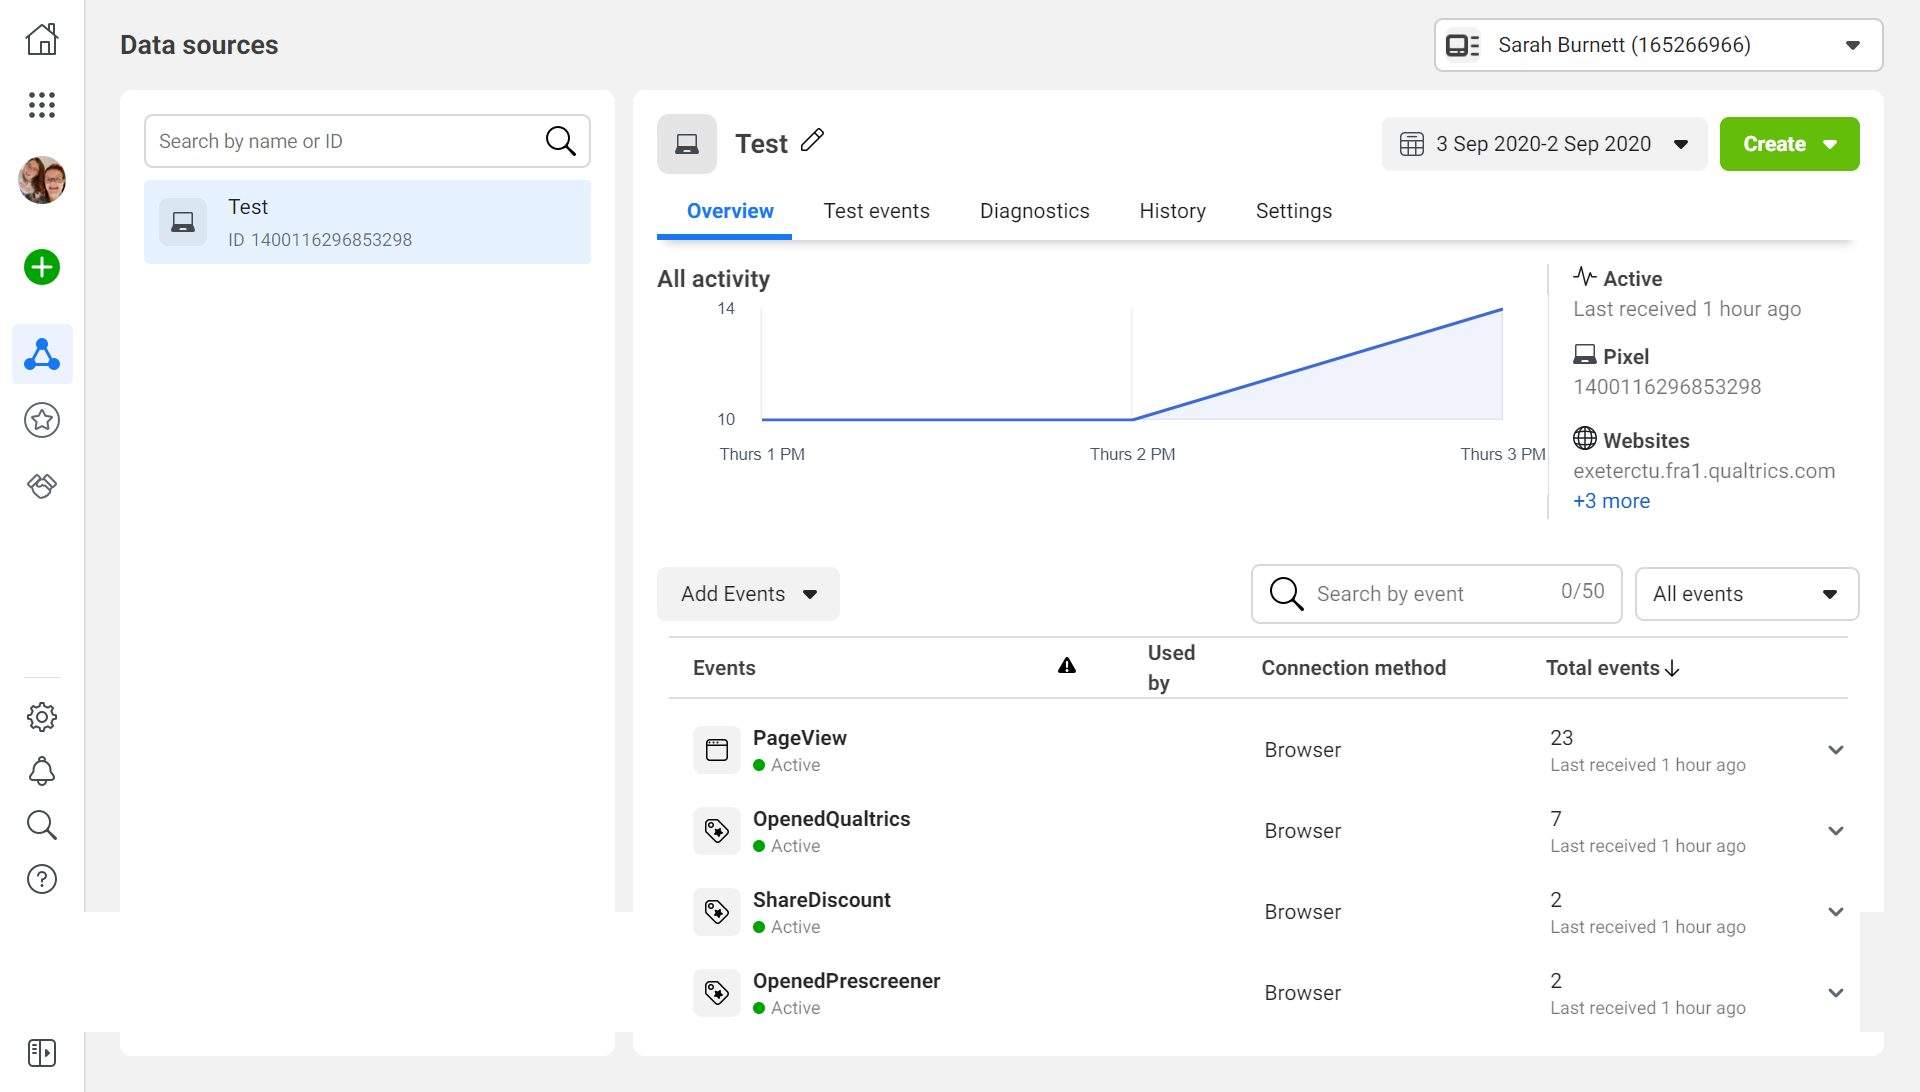 Data sources
Sarah Burnett (165266966)
Search by name or ID
Test
ID 1400116296853298
Test
3 Sep 2020-2 Sep 2020
Create
Overview
Test events
Diagnostics
History
Settings
All activity
14
10
Thurs 1 PM
Thurs 2 PM
Thurs 3 PM
Active
Last received 1 hour ago
Pixel
1400116296853298
Websites
exeterctu.fra1.qualtrics.com
+3 more
Add Events
Search by event
0/50
All events
Events
Used
by
Connection method
Total events
PageView
Active
Browser
23
Last received 1 hour ago
OpenedQualtrics
Active
Browser
7
Last received 1 hour ago
ShareDiscount
Active
Browser
2
Last received 1 hour ago
OpenedPrescreener
Active
Browser
2
Last received 1 hour ago